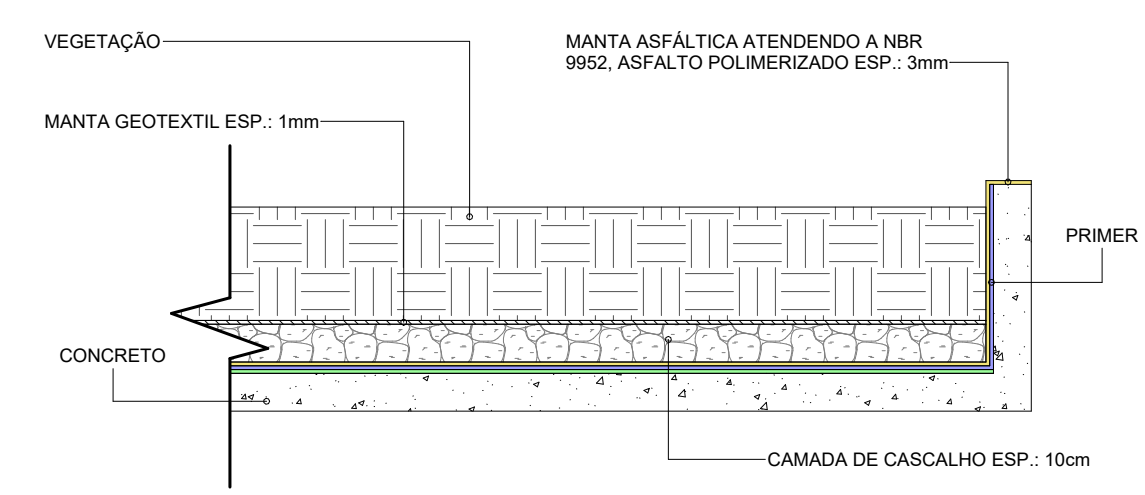 VEGETAÇÃO
MANTA ASFÁLTICA ATENDENDO A NBR
9952, ASFALTO POLIMERIZADO ESP.: 3mm
MANTA GEOTEXTIL ESP.: 1mm
PRIMER
CONCRETO
CAMADA DE CASCALHO ESP.: 10cm